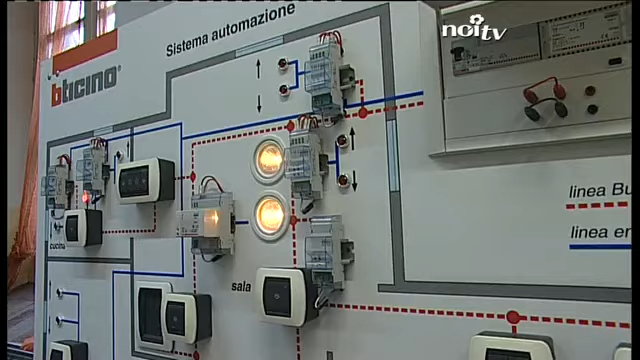 noitv
Sistema automazione
bticino
linea Bu
linea en
cucina
sala